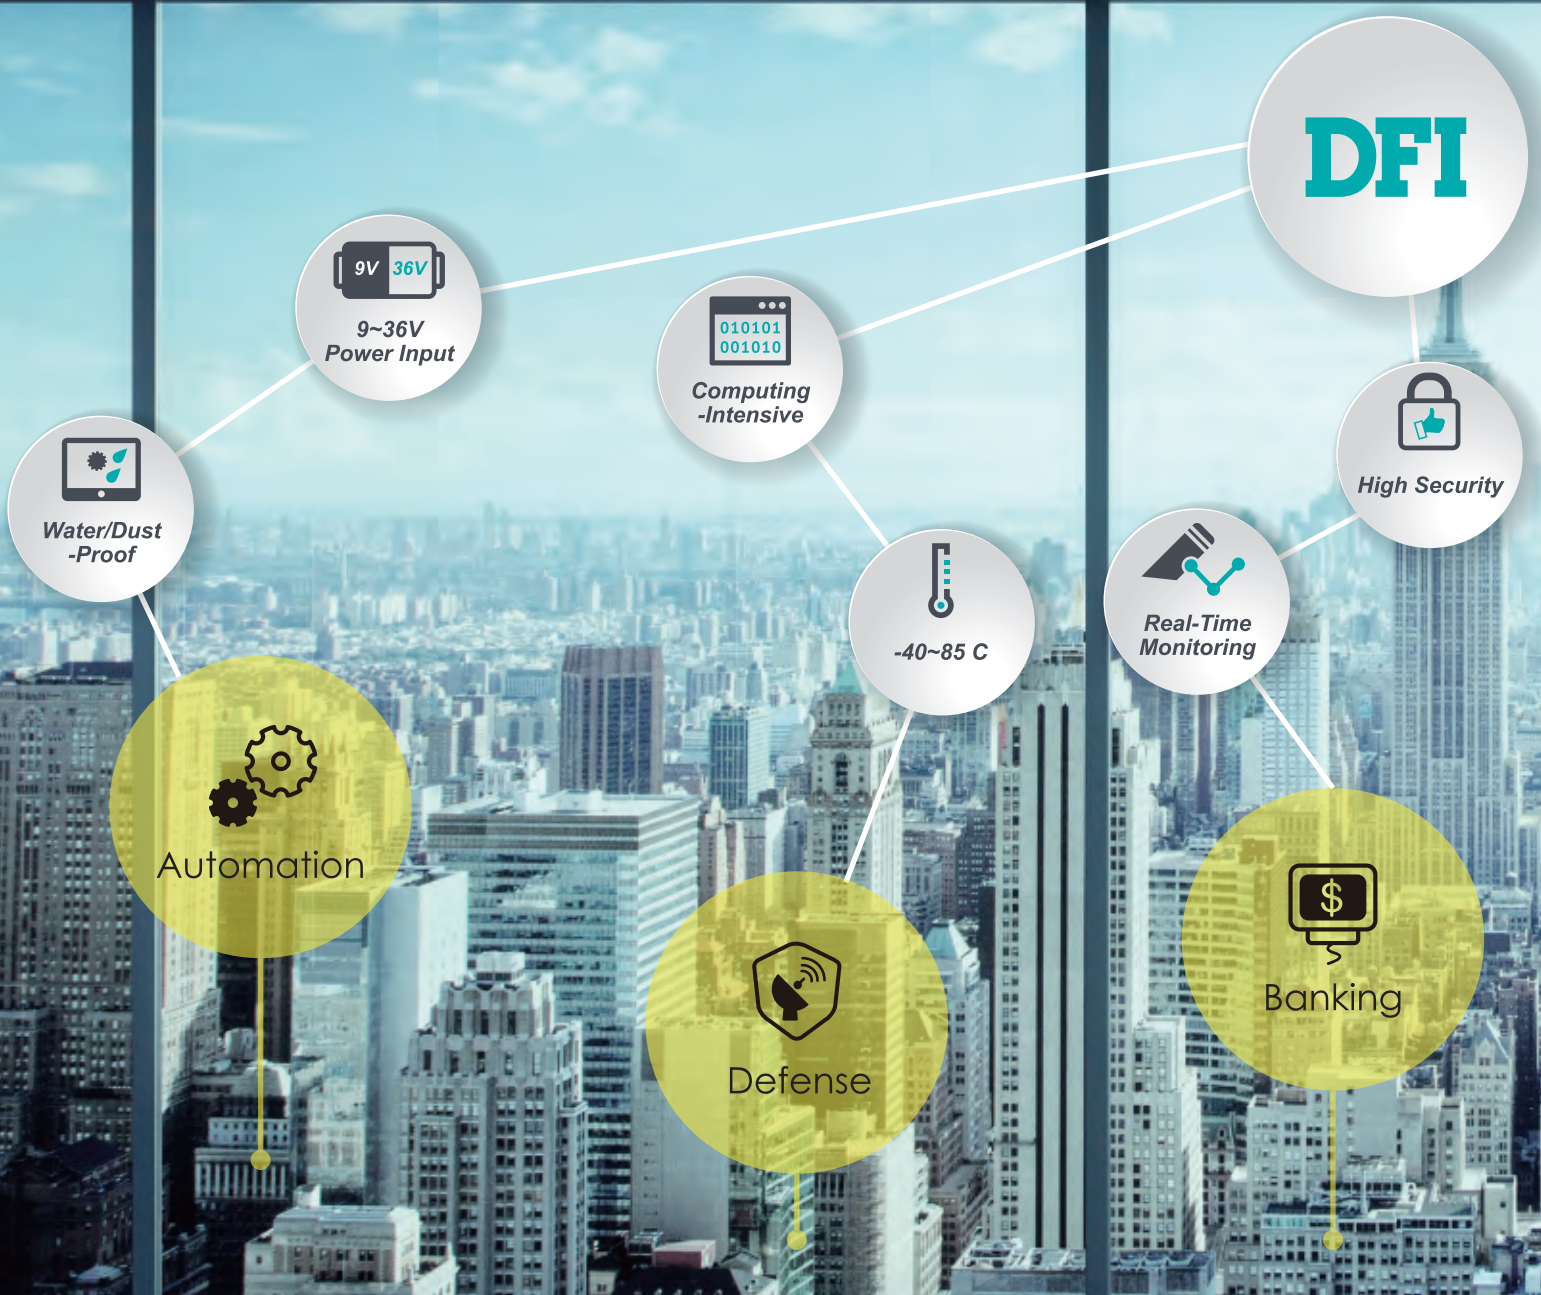 DFI
9V 36V
9~36V
Power Input
010101
001010
Computing
-Intensive
High Security
Water/Dust
-Proof
Real-Time
Monitoring
-40~85 C
Automation
$
Banking
Defense